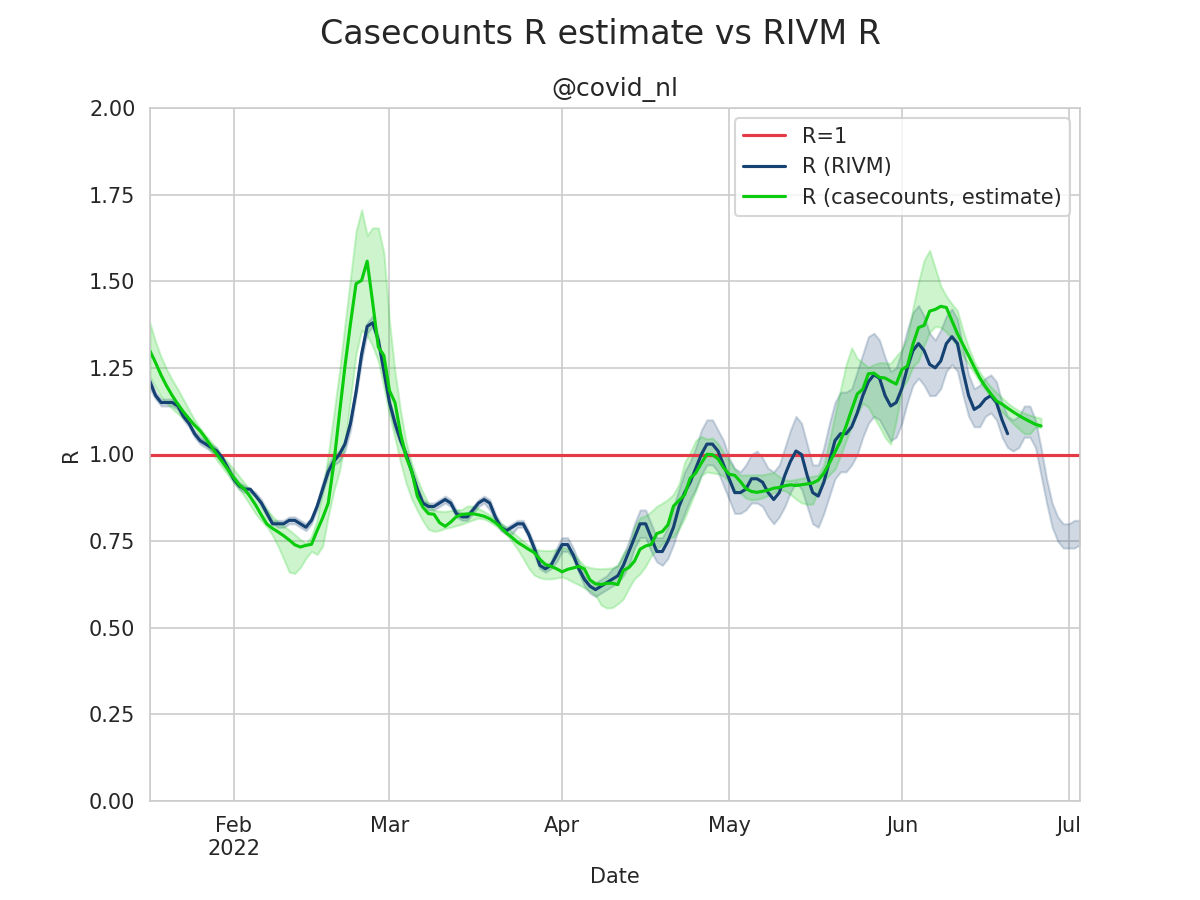 Casecounts R estimate vs RIVM R
@covid_nl
R=1
R (RIVM)
R (casecounts, estimate)
2.00
1.75
1.50
1.25
1.00
0.75
0.50
0.25
0.00
R
Feb
2022
Mar
Apr
May
Jun
Jul
Date